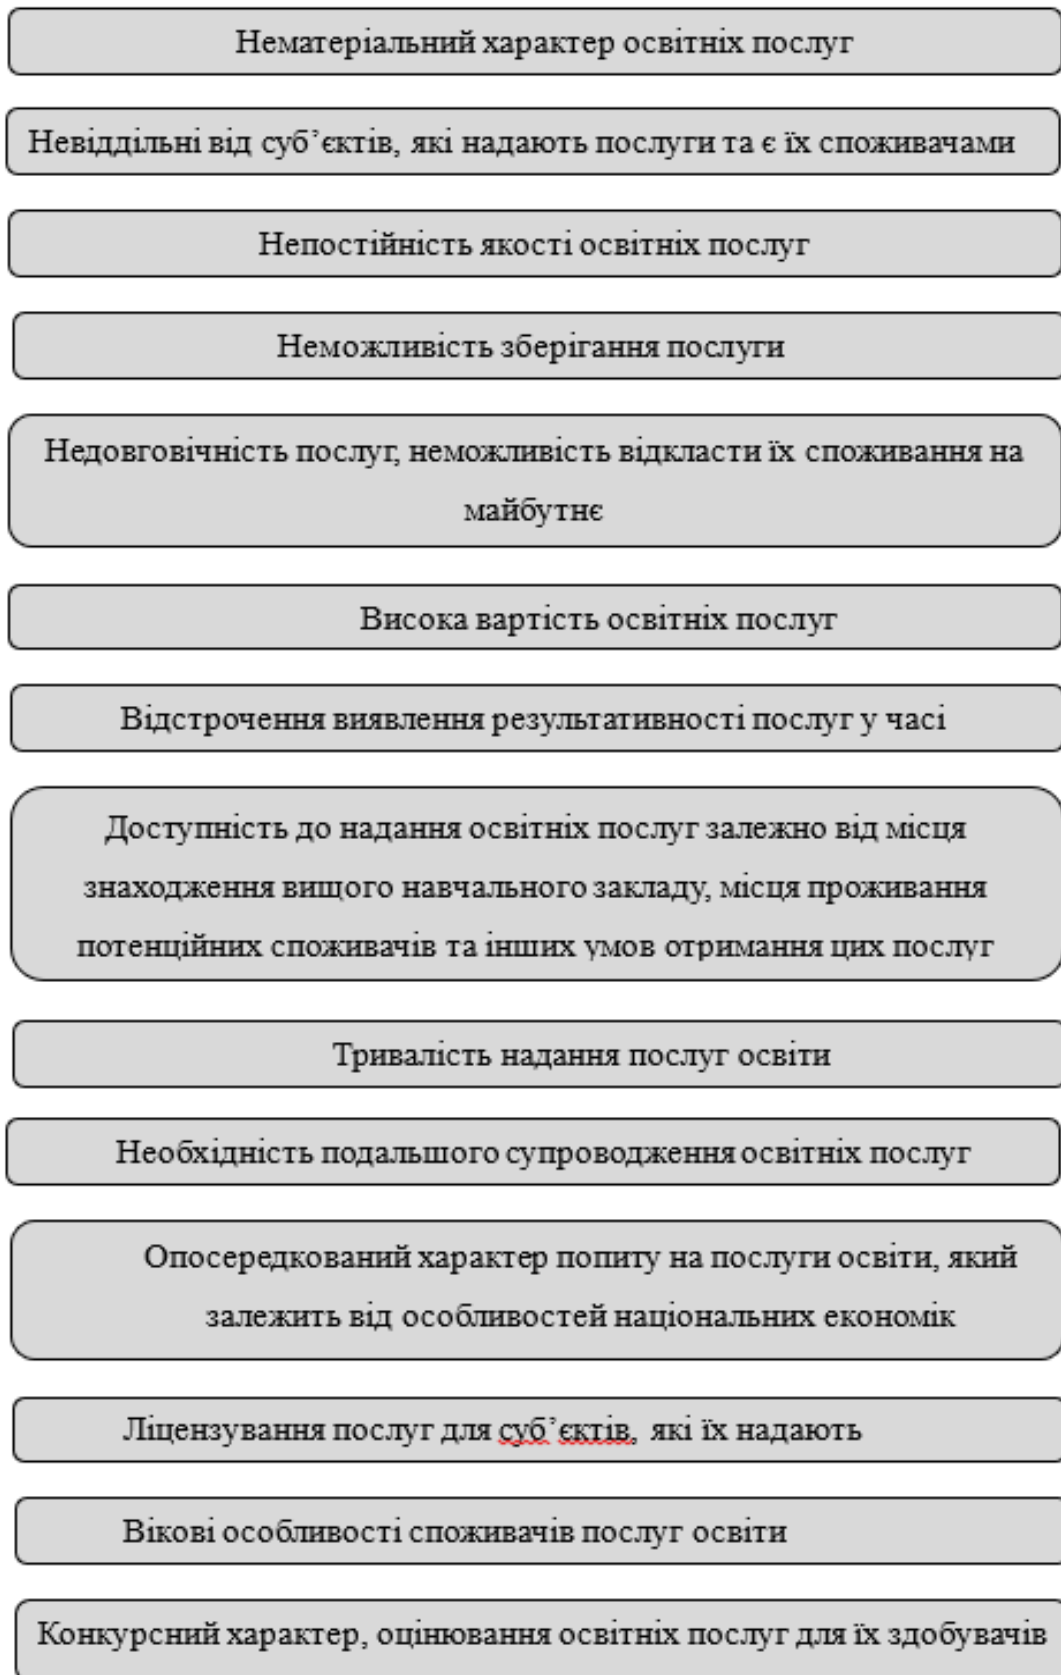 Нематеріальний характер освітніх послуг
Невіддільні від суб’єктів, які надають послуги та є їх споживачами
Непостійність якості освітніх послуг
Неможливість зберігання послуги
Недовговічність послуг, неможливість відкласти їх споживання на
майбутнє
Висока вартість освітніх послуг
Відстрочення виявлення результативності послуг у часі
Доступність до надання освітніх послуг залежно від місця
знаходження вищого навчального закладу, місця проживання
потенційних споживачів та інших умов отримання цих послуг
Тривалість надання послуг освіти
Необхідність подальшого супроводження освітніх послуг
Опосередкований характер попиту на послуги освіти, який
залежить від особливостей національних економік
Ліцензування послуг для суб’єктів, які їх надають
Вікові особливості споживачів послуг освіти
Конкурсний характер, оцінювання освітніх послуг для їх здобувачів